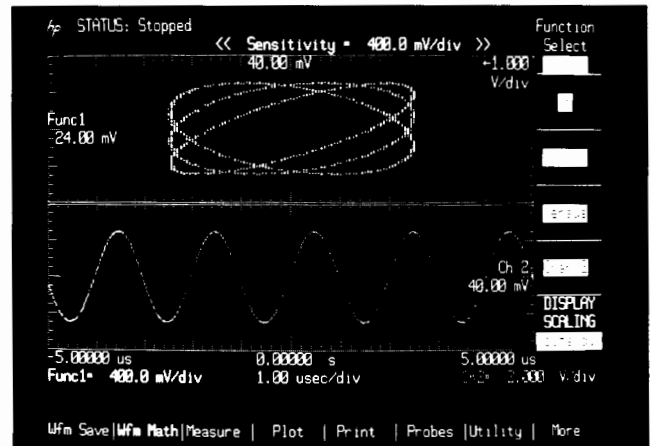 hp STATUS: Stopped
<< Sensitivity = 400.0 mV/div >>
Function
Select
40.00 mV
←1.000
V/div
Func1
24.00 mV
Ch 2
40.00 mV
DISPLAY
SCALING
-5.00000 us
0.00000 s
5.00000 us
Func1= 400.0 mV/div
1.00 usec/div
V/div
Wfm Save|Wfm Math|Measure | Plot | Print | Probes |Utility | More